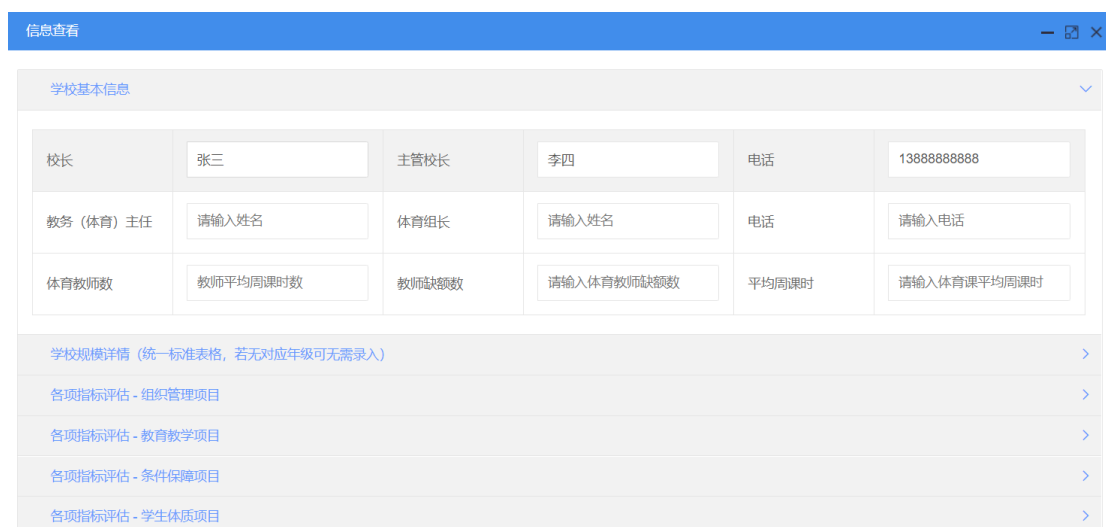 信息查看
学校基本信息
校长 张三 主管校长 李四 电话 13888888888
教务（体育）主任 请输入姓名 体育组长 请输入姓名 电话 请输入电话
体育教师数 教师平均周课时数 教师缺额数 请输入体育教师缺额数 平均周课时 请输入体育课平均周课时
学校规模详情（统一标准表格，若无对应年级可无需录入）
各项指标评估 - 组织管理项目
各项指标评估 - 教育教学项目
各项指标评估 - 条件保障项目
各项指标评估 - 学生体质项目